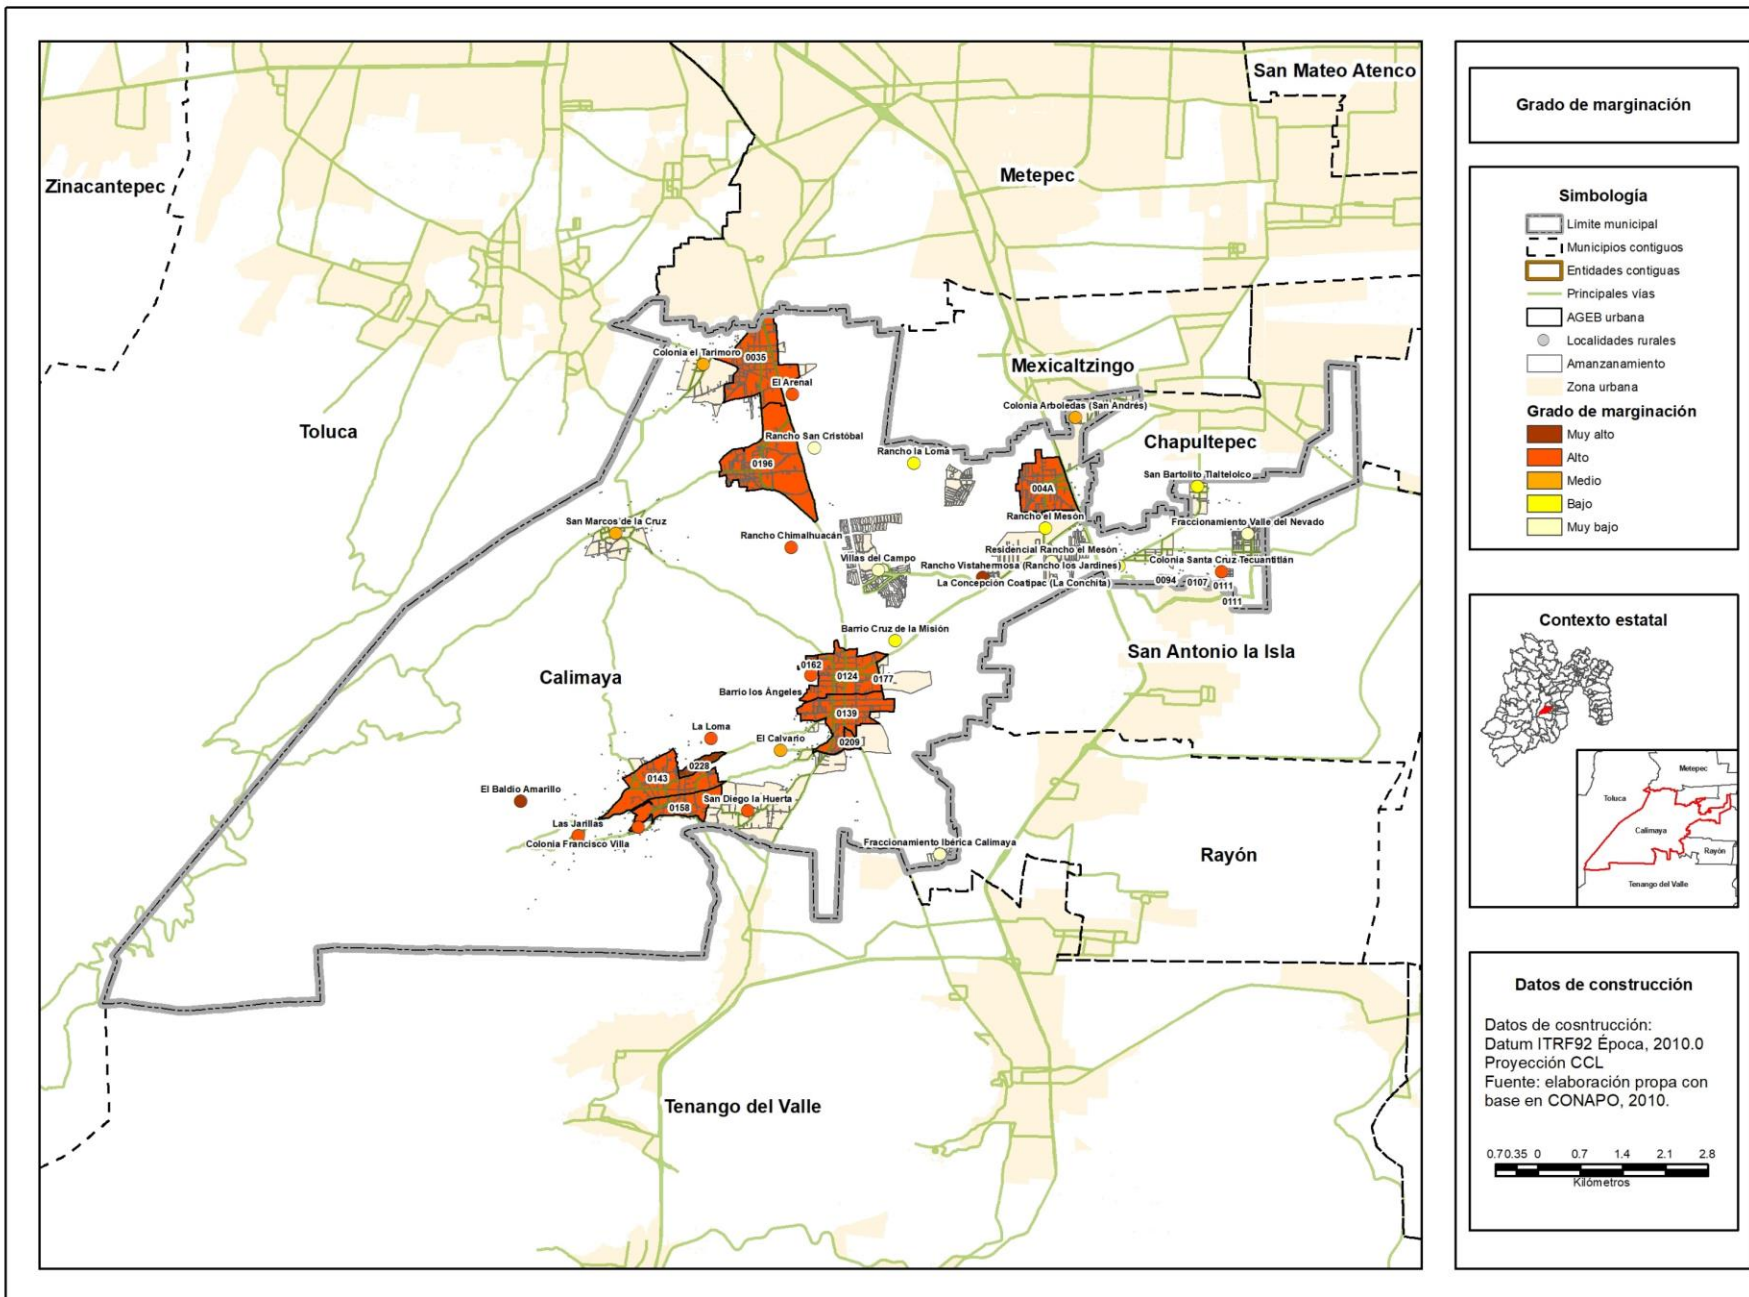 San Mateo Atenco
Zinacantepec
Metepec
Mexicaltzingo
Colonia el Tarimoro
0035
El Arenal
Colonia Arboledas (San Andrés)
Toluca
Rancho San Cristóbal
Chapultepec
Rancho la Loma
0196
San Bartolito Tlaltelolco
004A
San Marcos de la Cruz
Rancho el Mesón
Fraccionamiento Valle del Nevado
Rancho Chimalhuacán
Residencial Rancho el Mesón
Villas del Campo
Rancho Vistahermosa (Rancho los Jardines)
Colonia Santa Cruz Tecuantitlán
La Concepción Coatipac (La Conchita)
0094
0107
0111
0111
Barrio Cruz de la Misión
San Antonio la Isla
0162
0124
0177
Calimaya
Barrio los Ángeles
0139
La Loma
El Calvario
0209
0228
0143
El Baldio Amarillo
San Diego la Huerta
0158
Las Jarillas
Colonia Francisco Villa
Fraccionamiento Ibérica Calimaya
Rayón
Tenango del Valle
Grado de marginación
Simbología
Límite municipal
Municipios contiguos
Entidades contiguas
Principales vías
AGEB urbana
Localidades rurales
Amanzanamiento
Zona urbana
Grado de marginación
Muy alto
Alto
Medio
Bajo
Muy bajo
Contexto estatal
Metepec
Toluca
Calimaya
Rayón
Tenango del Valle
Datos de construcción
Datos de cosntrucción:
Datum ITRF92 Época, 2010.0
Proyección CCL
Fuente: elaboración propa con
base en CONAPO, 2010.
0.7 0.35 0 0.7 1.4 2.1 2.8
Kilómetros